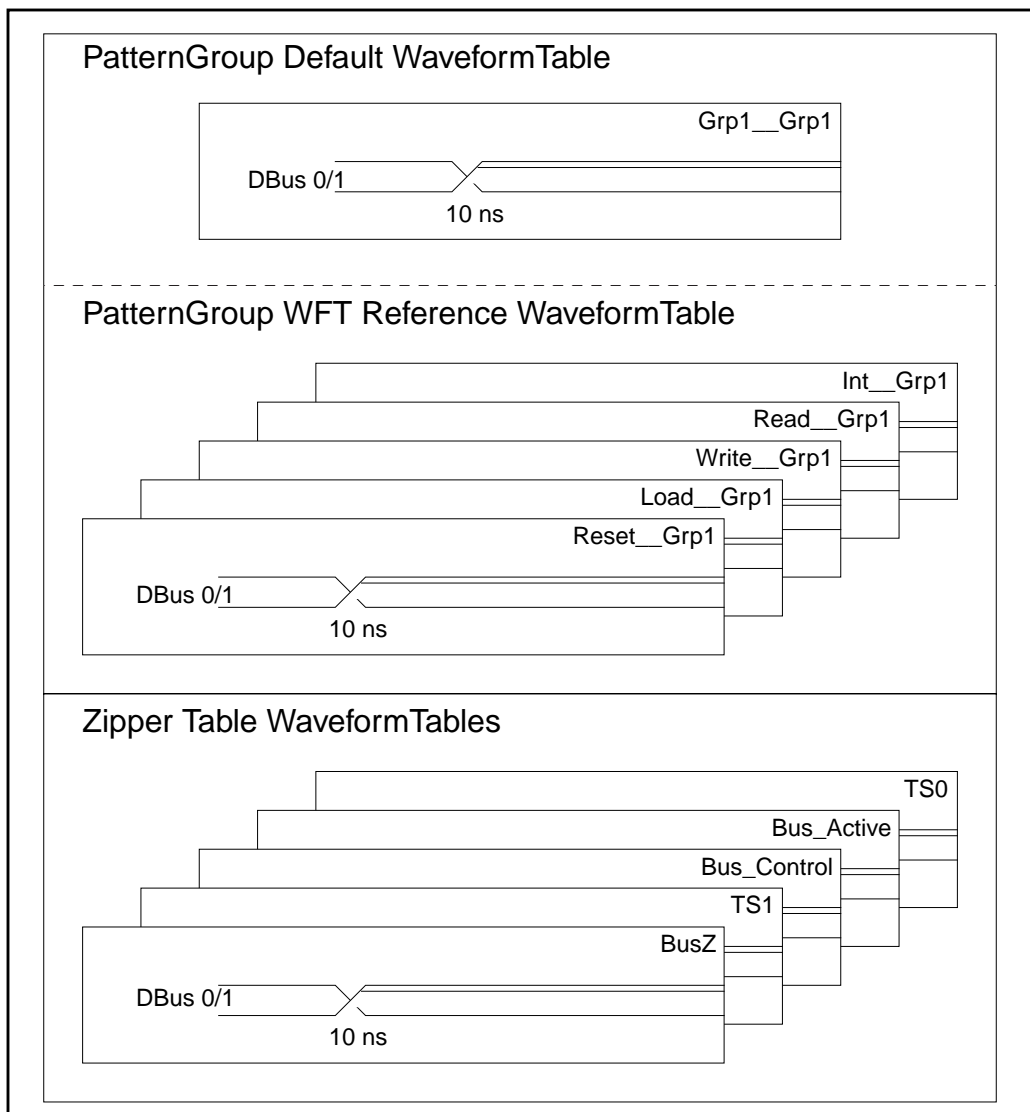 PatternGroup Default WaveformTable
Grp1__Grp1
DBus 0/1
10 ns
PatternGroup WFT Reference WaveformTable
Int__Grp1
Read__Grp1
Write__Grp1
Load__Grp1
Reset__Grp1
DBus 0/1
10 ns
Zipper Table WaveformTables
TS0
Bus_Active
Bus_Control
TS1
BusZ
DBus 0/1
10 ns